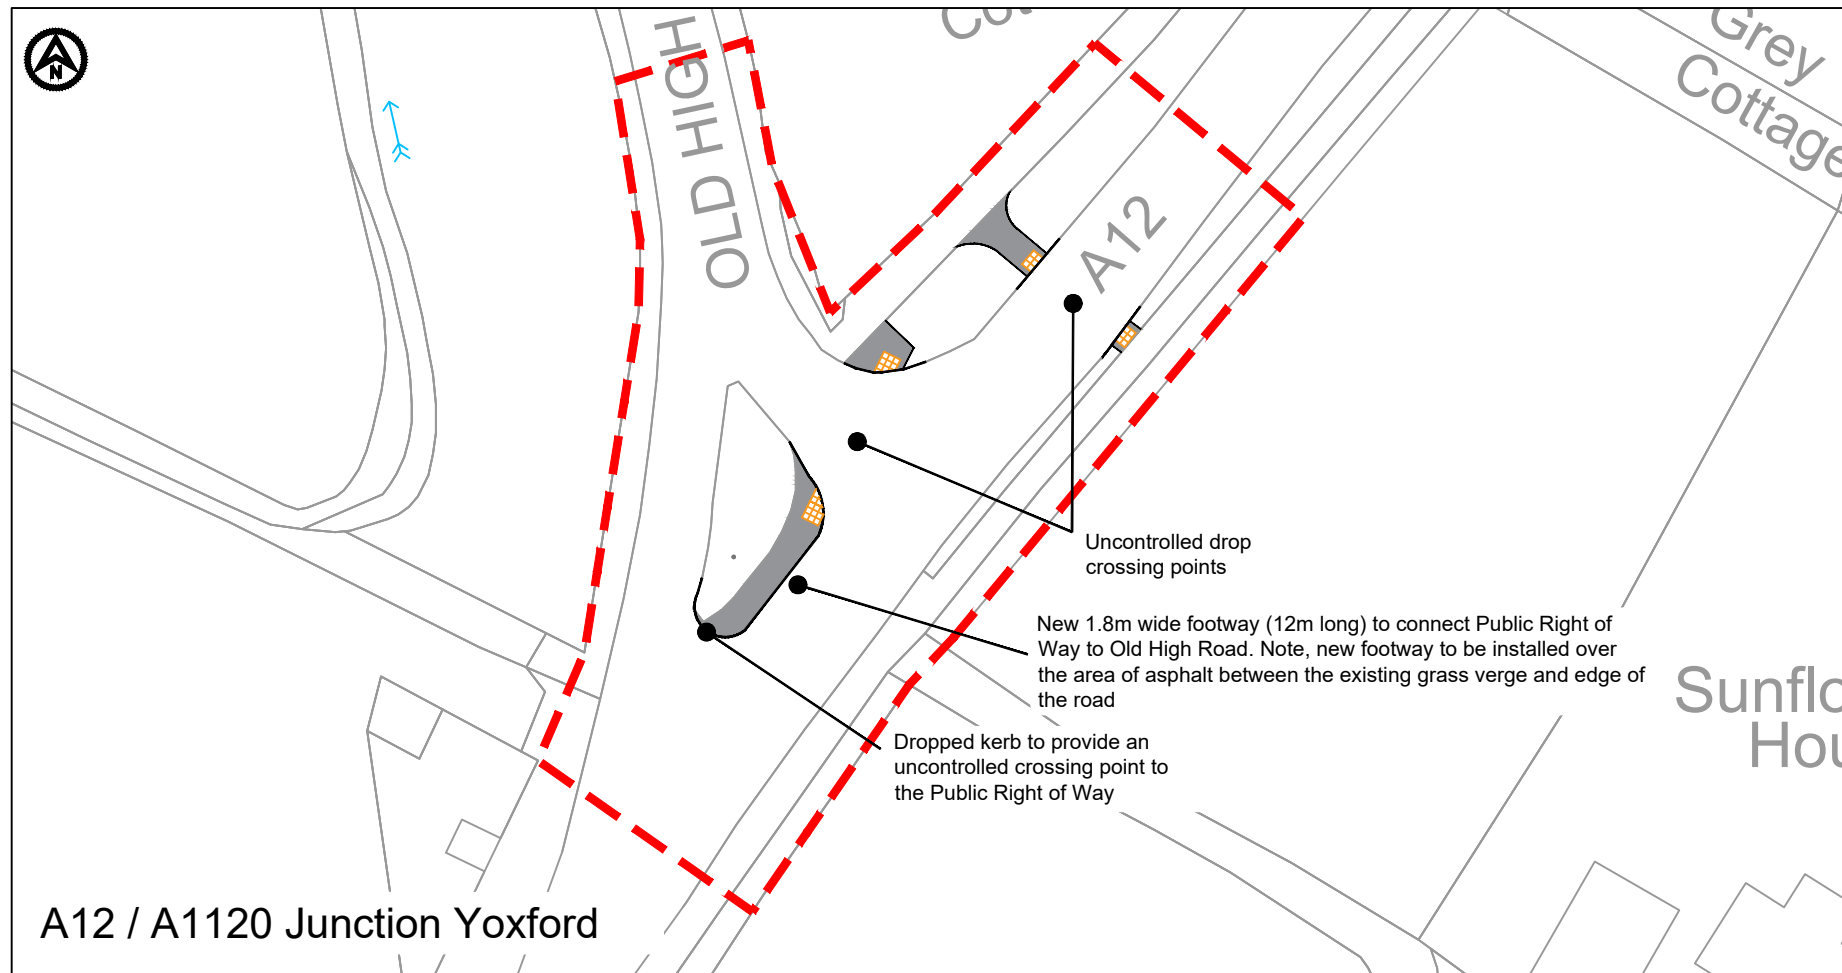 N
OLD HIGH
A12
Grey
Cottage
Uncontrolled drop
crossing points
New 1.8m wide footway (12m long) to connect Public Right of
Way to Old High Road. Note, new footway to be installed over
the area of asphalt between the existing grass verge and edge of
the road
Dropped kerb to provide an
uncontrolled crossing point to
the Public Right of Way
A12 / A1120 Junction Yoxford